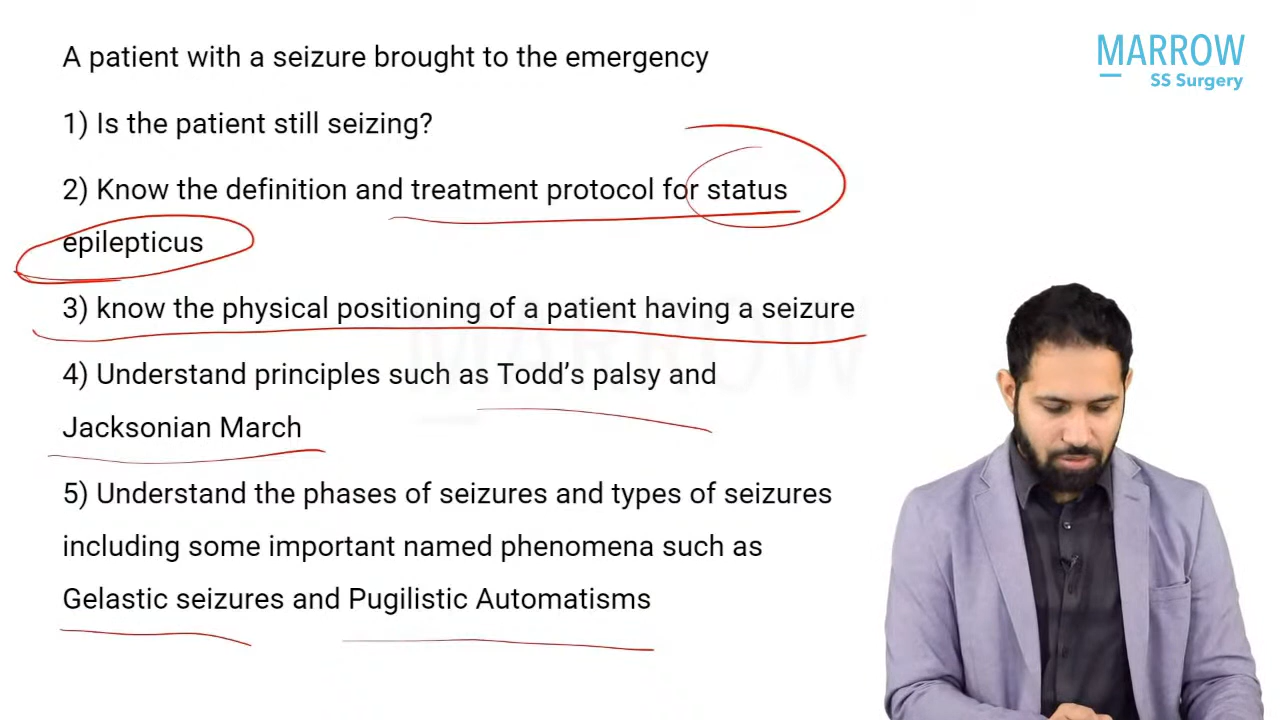 MARROW
SS Surgery
A patient with a seizure brought to the emergency
1) Is the patient still seizing?
2) Know the definition and treatment protocol for status
epilepticus
3) know the physical positioning of a patient having a seizure
4) Understand principles such as Todd’s palsy and
Jacksonian March
5) Understand the phases of seizures and types of seizures
including some important named phenomena such as
Gelastic seizures and Pugilistic Automatisms
MARROW